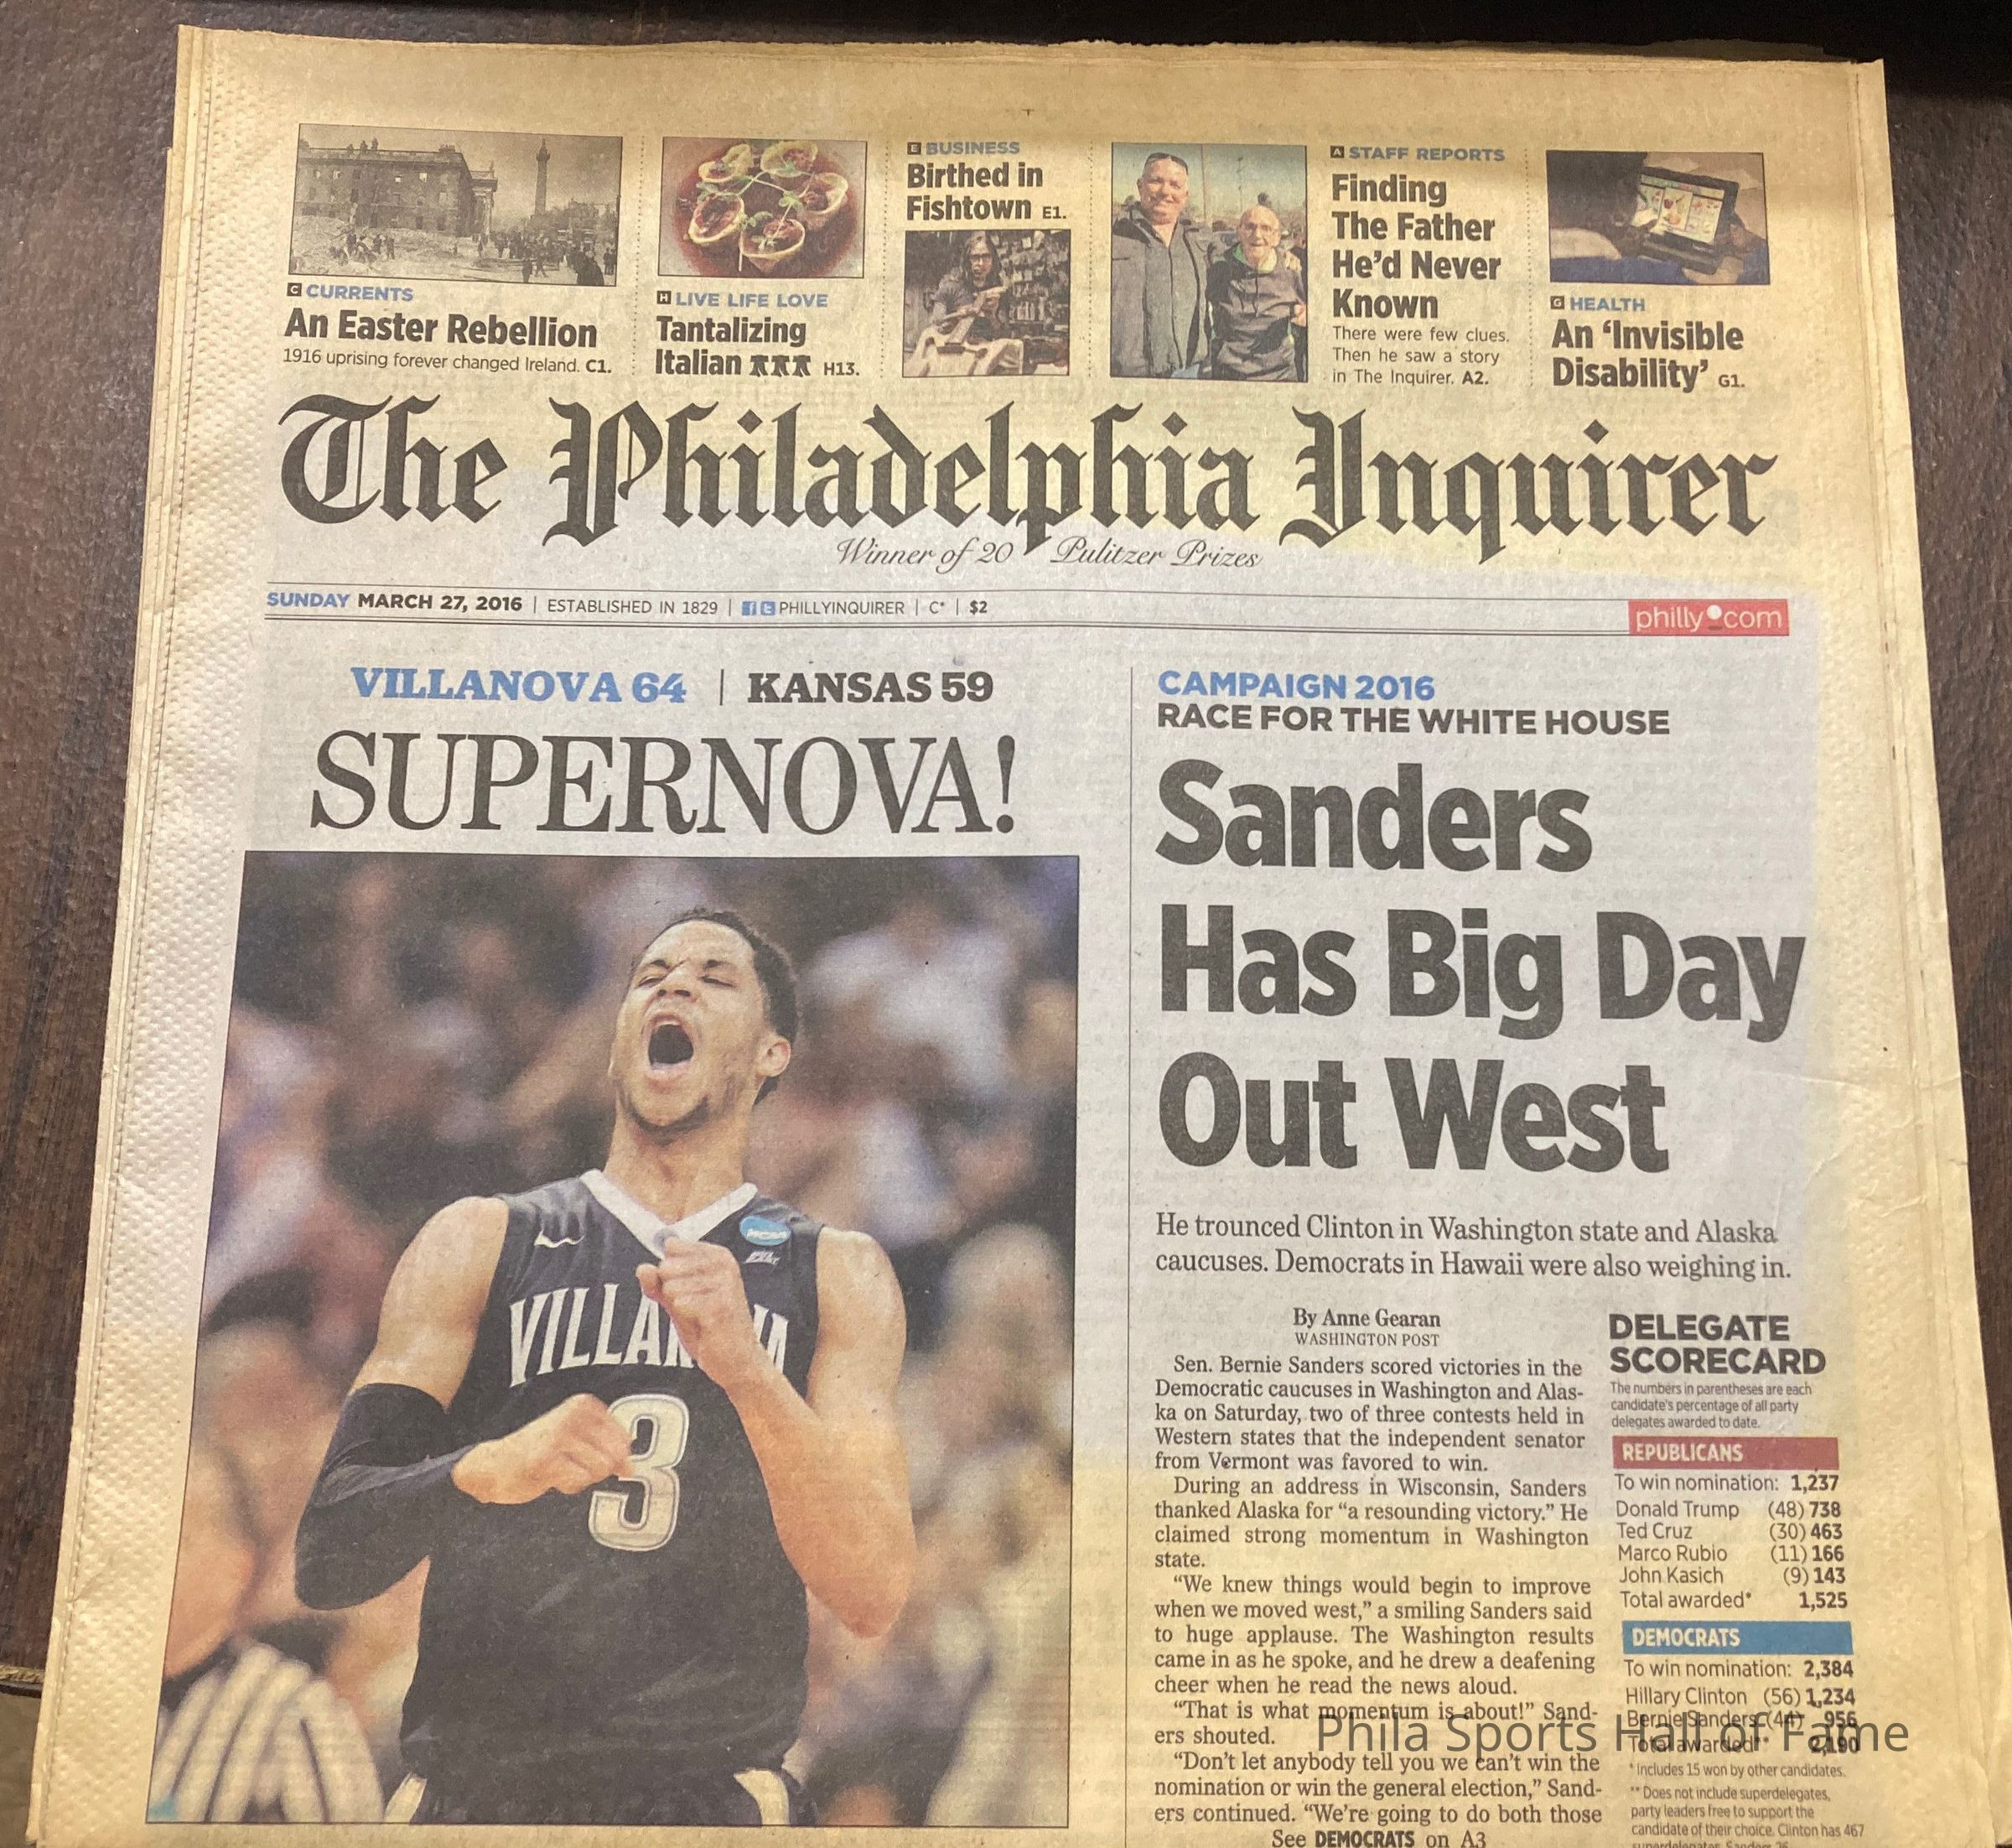 C CURRENTS
An Easter Rebellion
1916 uprising forever changed Ireland. C1.
H LIVE LIFE LOVE
Tantalizing
Italian H13.
E BUSINESS
Birthed in
Fishtown E1.
A STAFF REPORTS
Finding
The Father
He'd Never
Known
There were few clues.
Then he saw a story
in The Inquirer. A2.
G HEALTH
An ‘Invisible
Disability’ G1.
The Philadelphia Inquirer
Winner of 20 Pulitzer Prizes
SUNDAY MARCH 27, 2016 | ESTABLISHED IN 1829 | PHILLYINQUIRER | C* | $2
philly.com
VILLANOVA 64 | KANSAS 59
SUPERNOVA!
NCAA
VILLAN VA
3
CAMPAIGN 2016
RACE FOR THE WHITE HOUSE
Sanders
Has Big Day
Out West
He trounced Clinton in Washington state and Alaska
caucuses. Democrats in Hawaii were also weighing in.
By Anne Gearan
WASHINGTON POST
Sen. Bernie Sanders scored victories in the
Democratic caucuses in Washington and Alas-
ka on Saturday, two of three contests held in
Western states that the independent senator
from Vermont was favored to win.
During an address in Wisconsin, Sanders
thanked Alaska for “a resounding victory.” He
claimed strong momentum in Washington
state.
“We knew things would begin to improve
when we moved west,” a smiling Sanders said
to huge applause. The Washington results
came in as he spoke, and he drew a deafening
cheer when he read the news aloud.
“That is what momentum is about!” Sand-
ers shouted.
“Don’t let anybody tell you we can’t win the
nomination or win the general election,” Sand-
ers continued. “We’re going to do both those
See DEMOCRATS on A3
DELEGATE
SCORECARD
The numbers in parentheses are each
candidate's percentage of all party
delegates awarded to date.
REPUBLICANS
To win nomination: 1,237
Donald Trump (48) 738
Ted Cruz (30) 463
Marco Rubio (11) 166
John Kasich (9) 143
Total awarded* 1,525
DEMOCRATS
To win nomination: 2,384
Hillary Clinton (56) 1,234
Bernie Sanders (44) 956
Total awarded** 2,190
* Includes 15 won by other candidates.
** Does not include superdelegates,
party leaders free to support the
candidate of their choice. Clinton has 467
Phila Sports Hall of Fame